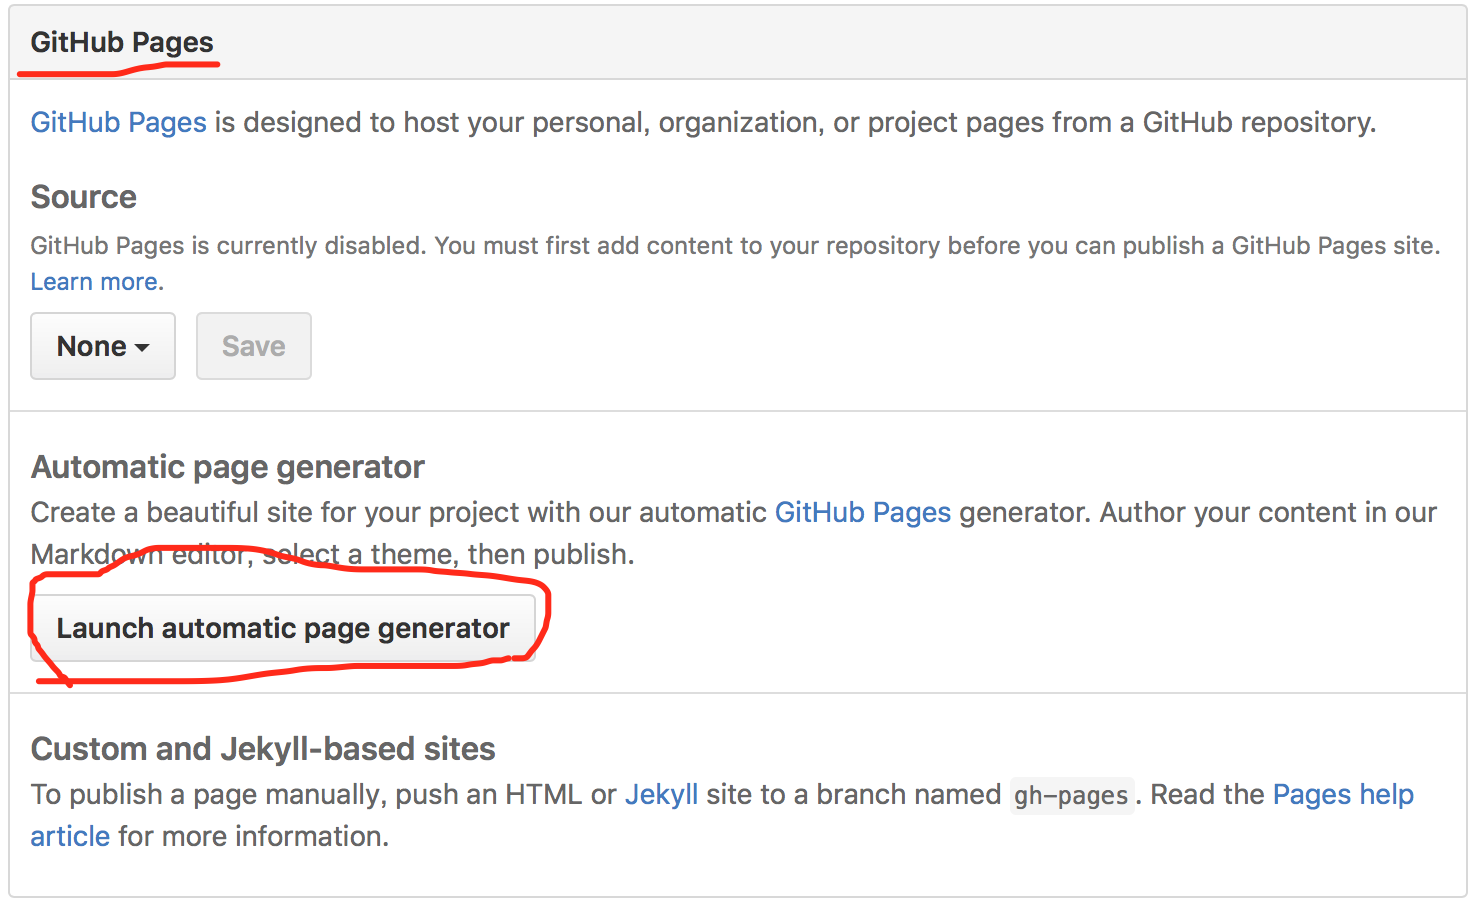 GitHub Pages
GitHub Pages is designed to host your personal, organization, or project pages from a GitHub repository.
Source
GitHub Pages is currently disabled. You must first add content to your repository before you can publish a GitHub Pages site.
Learn more.
None
Save
Automatic page generator
Create a beautiful site for your project with our automatic GitHub Pages generator. Author your content in our
Markdown editor, select a theme, then publish.
Launch automatic page generator
Custom and Jekyll-based sites
To publish a page manually, push an HTML or Jekyll site to a branch named gh-pages. Read the Pages help
article for more information.